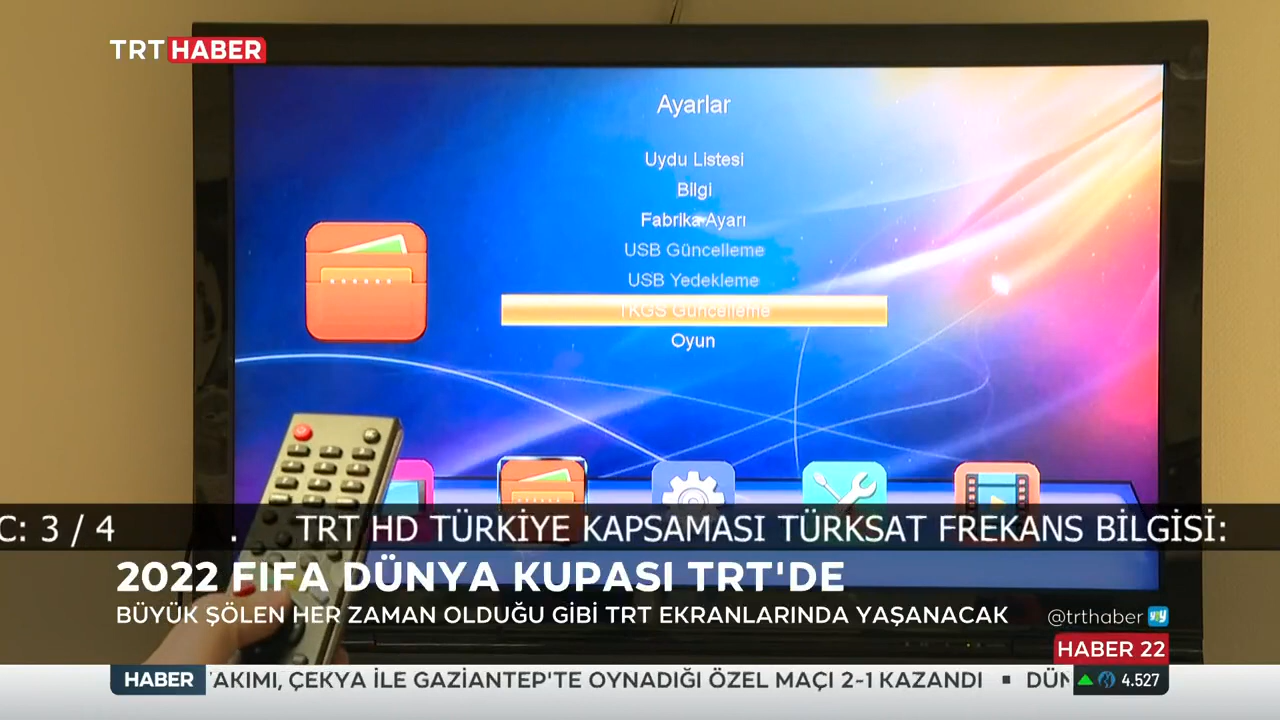 TRT HABER
Ayarlar
Uydu Listesi
Bilgi
Fabrika Ayarı
USB Güncelleme
USB Yedekleme
TKGS Güncelleme
Oyun
C: 3 / 4 . TRT HD TÜRKİYE KAPSAMASI TÜRKSAT FREKANS BİLGİSİ:
2022 FIFA DÜNYA KUPASI TRT'DE
BÜYÜK ŞÖLEN HER ZAMAN OLDUĞU GİBİ TRT EKRANLARINDA YAŞANACAK
@trthaber
HABER 22
HABER AKIMI, ÇEKYA İLE GAZİANTEP'TE OYNADIĞI ÖZEL MAÇI 2-1 KAZANDI ▪ DÜN
4.527